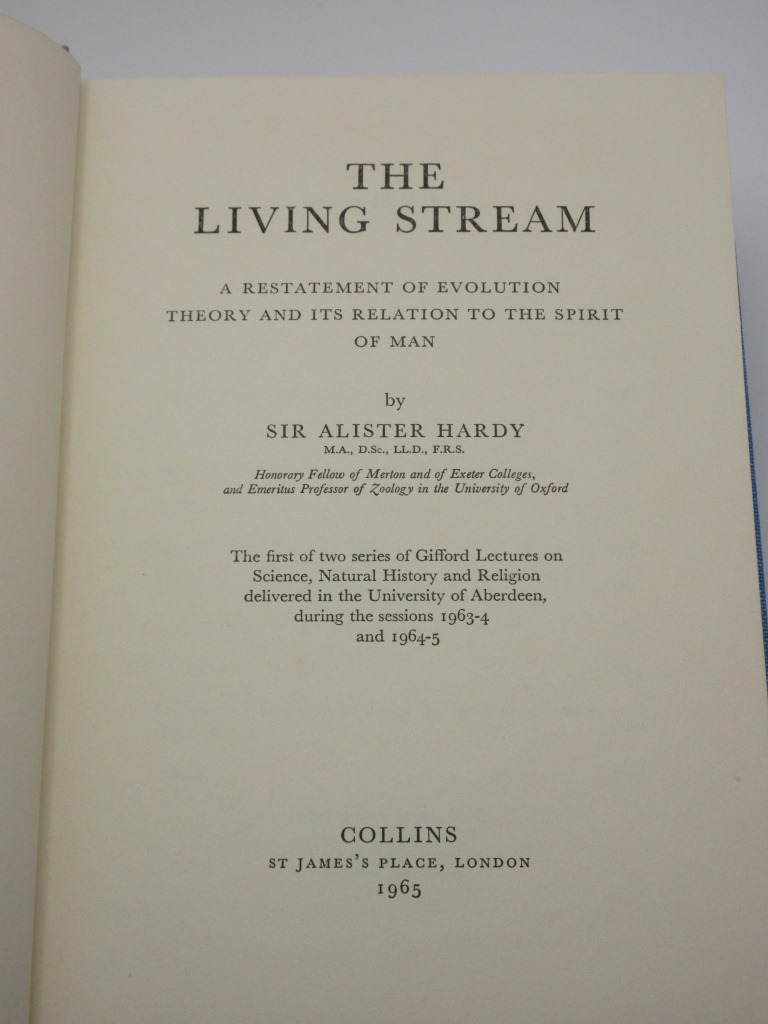 THE
LIVING STREAM
A RESTATEMENT OF EVOLUTION
THEORY AND ITS RELATION TO THE SPIRIT
OF MAN
by
SIR ALISTER HARDY
M.A., D.Sc., LL.D., F.R.S.
Honorary Fellow of Merton and of Exeter Colleges,
and Emeritus Professor of Zoology in the University of Oxford
The first of two series of Gifford Lectures on
Science, Natural History and Religion
delivered in the University of Aberdeen,
during the sessions 1963-4
and 1964-5
COLLINS
ST JAMES'S PLACE, LONDON
1965